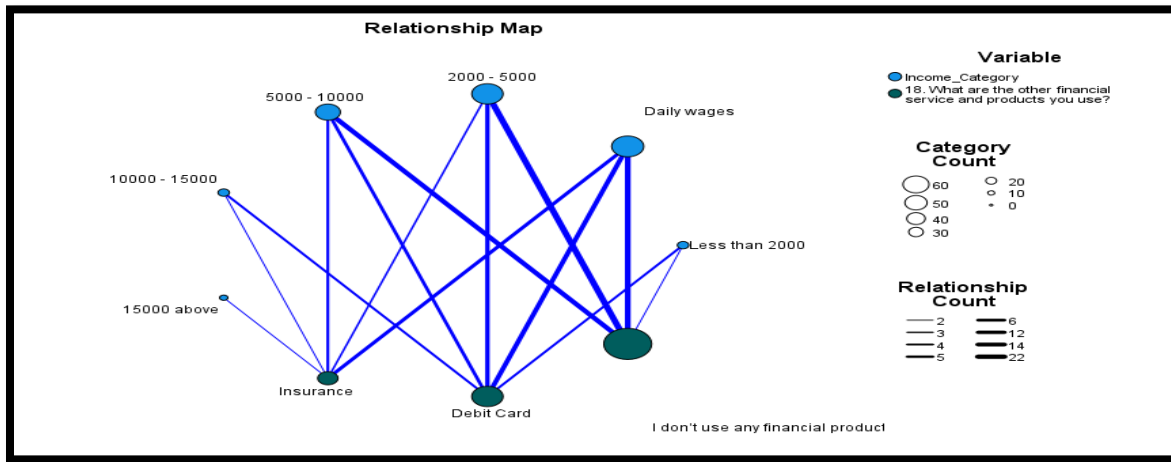 Relationship Map
2000 - 5000
5000 - 10000
Daily wages
10000 - 15000
Less than 2000
15000 above
Insurance
Debit Card
I don't use any financial product
Variable
Income_Category
18. What are the other financial
service and products you use?
Category
Count
60
50
40
30
20
10
0
Relationship
Count
2
3
4
5
6
12
14
22